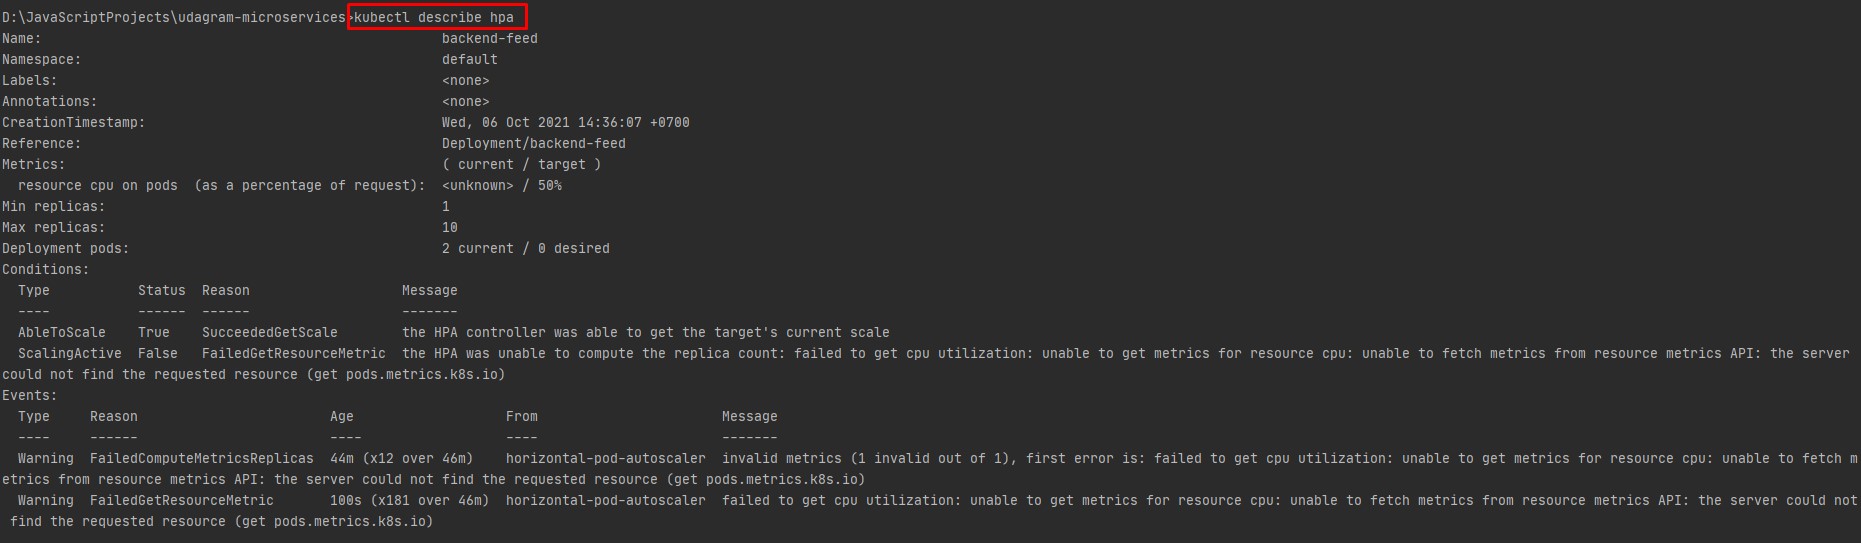 D:\JavaScriptProjects\udagram-microservices>kubectl describe hpa
Name: backend-feed
Namespace: default
Labels: <none>
Annotations: <none>
CreationTimestamp: Wed, 06 Oct 2021 14:36:07 +0700
Reference: Deployment/backend-feed
Metrics: ( current / target )
  resource cpu on pods  (as a percentage of request):  <unknown> / 50%
Min replicas: 1
Max replicas: 10
Deployment pods: 2 current / 0 desired
Conditions:
  Type           Status  Reason                   Message
  ----           ------  ------                   -------
  AbleToScale    True    SucceededGetScale        the HPA controller was able to get the target's current scale
  ScalingActive  False   FailedGetResourceMetric  the HPA was unable to compute the replica count: failed to get cpu utilization: unable to get metrics for resource cpu: unable to fetch metrics from resource metrics API: the server
could not find the requested resource (get pods.metrics.k8s.io)
Events:
  Type     Reason                        Age                   From                       Message
  ----     ------                        ----                  ----                       -------
  Warning  FailedComputeMetricsReplicas  44m (x12 over 46m)    horizontal-pod-autoscaler  invalid metrics (1 invalid out of 1), first error is: failed to get cpu utilization: unable to get metrics for resource cpu: unable to fetch m
etrics from resource metrics API: the server could not find the requested resource (get pods.metrics.k8s.io)
  Warning  FailedGetResourceMetric       100s (x181 over 46m)  horizontal-pod-autoscaler  failed to get cpu utilization: unable to get metrics for resource cpu: unable to fetch metrics from resource metrics API: the server could not
 find the requested resource (get pods.metrics.k8s.io)